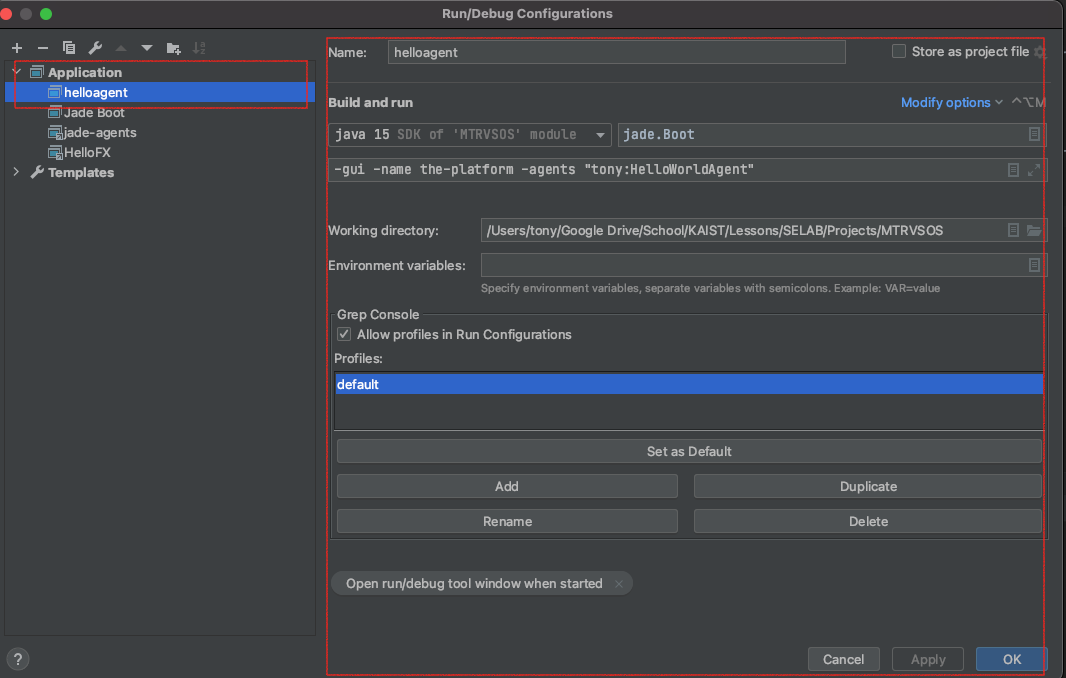 Run/Debug Configurations
Application
helloagent
Jade Boot
jade-agents
HelloFX
Templates
Name:
helloagent
Store as project file
Build and run
Modify options ⌃⌥M
java 15 SDK of 'MTRVSOS' module
jade.Boot
-gui -name the-platform -agents "tony:HelloWorldAgent"
Working directory:
/Users/tony/Google Drive/School/KAIST/Lessons/SELAB/Projects/MTRVSOS
Environment variables:
Specify environment variables, separate variables with semicolons. Example: VAR=value
Grep Console
Allow profiles in Run Configurations
Profiles:
default
Set as Default
Add
Duplicate
Rename
Delete
Open run/debug tool window when started ×
?
Cancel
Apply
OK